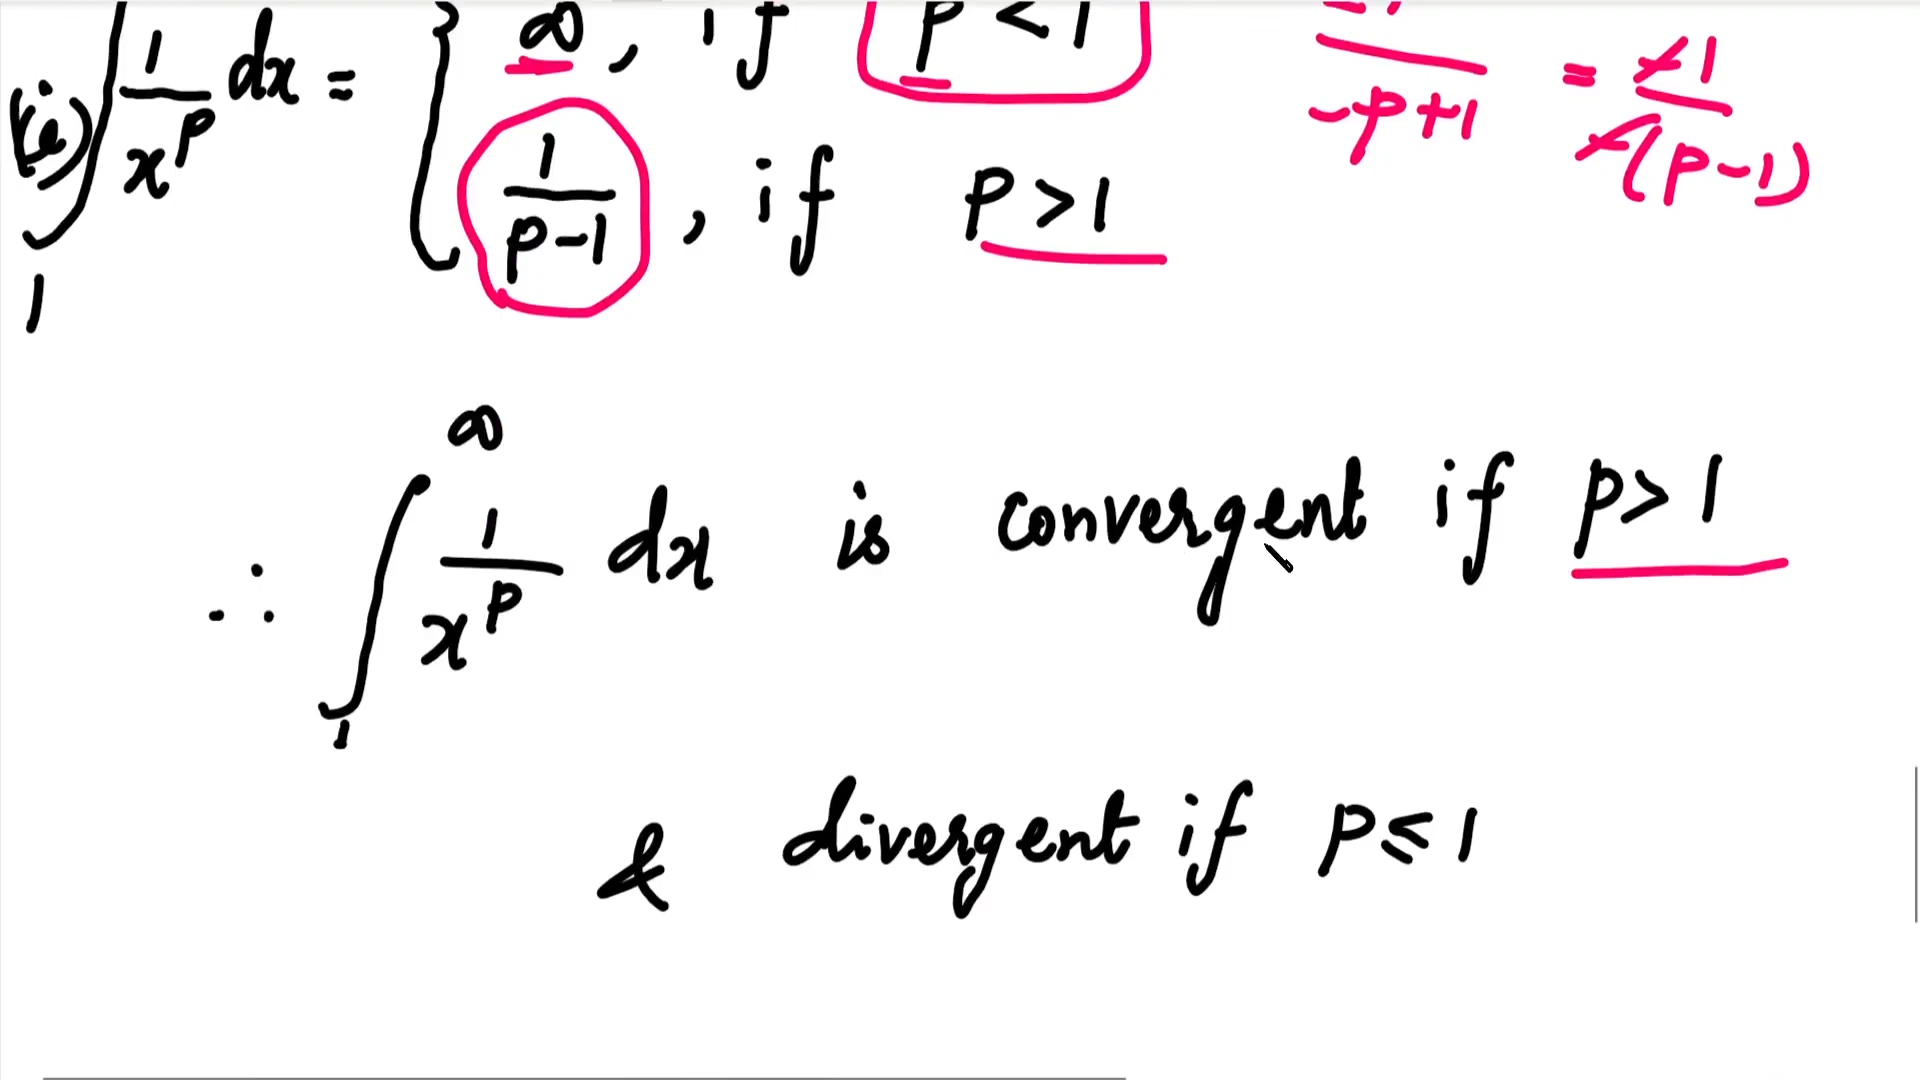 (ie) ∫₁ 1/x^p dx = { ∞, if p < 1
1/(p-1), if p > 1
/(-p+1) = -1/-(p-1)
∴ ∫₁^∞ 1/x^p dx is convergent if p > 1
& divergent if p ≤ 1